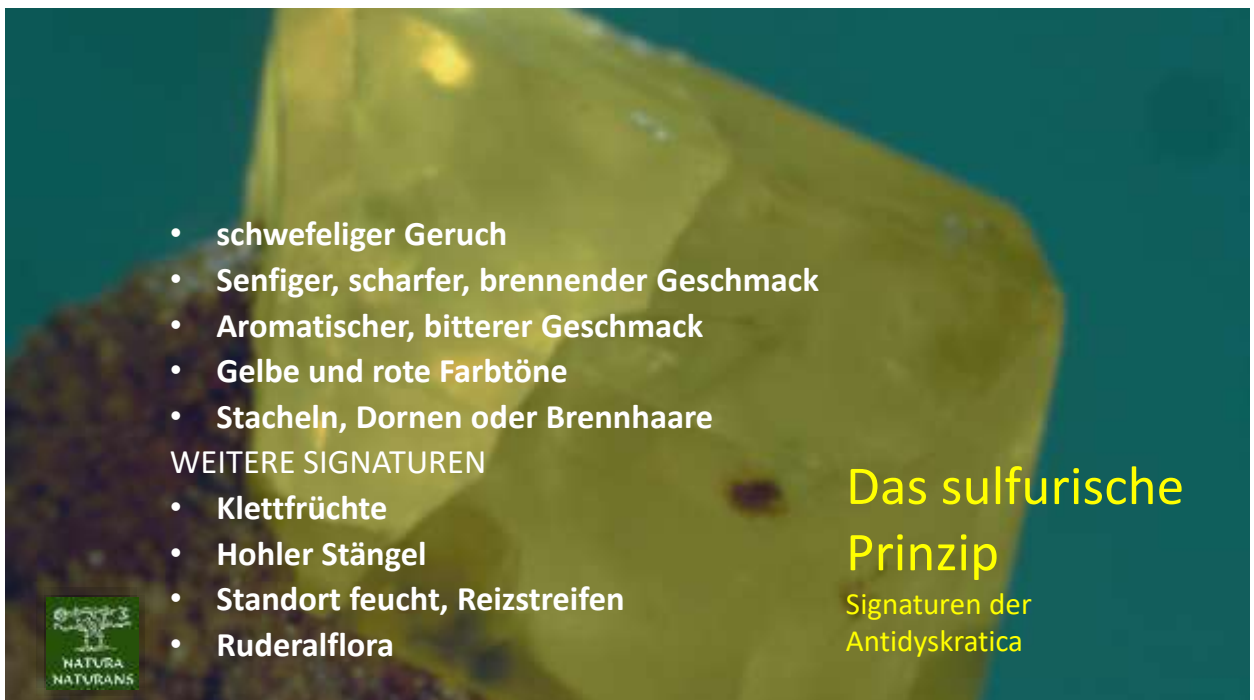 • schwefeliger Geruch
• Senfiger, scharfer, brennender Geschmack
• Aromatischer, bitterer Geschmack
• Gelbe und rote Farbtöne
• Stacheln, Dornen oder Brennhaare
WEITERE SIGNATUREN
• Klettfrüchte
• Hohler Stängel
• Standort feucht, Reizstreifen
• Ruderalflora
Das sulfurische
Prinzip
Signaturen der
Antidyskratica
NATURA
NATURANS